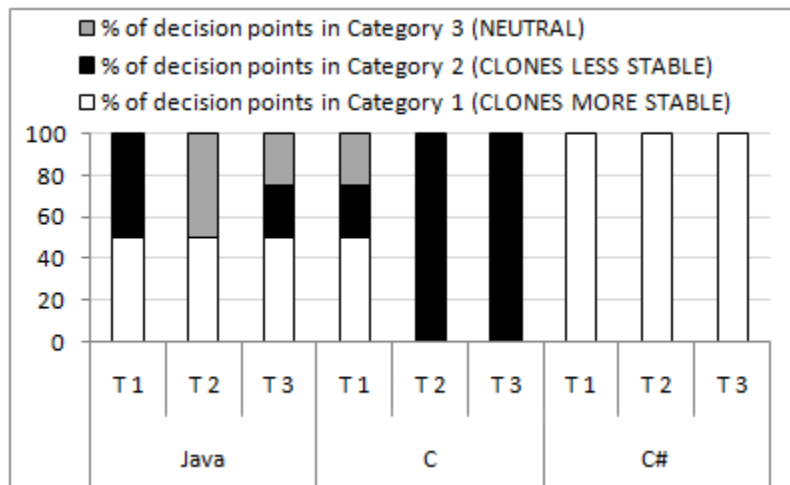 % of decision points in Category 3 (NEUTRAL)
% of decision points in Category 2 (CLONES LESS STABLE)
% of decision points in Category 1 (CLONES MORE STABLE)
100
80
60
40
20
0
T 1 T 2 T 3 T 1 T 2 T 3 T 1 T 2 T 3
Java C C#